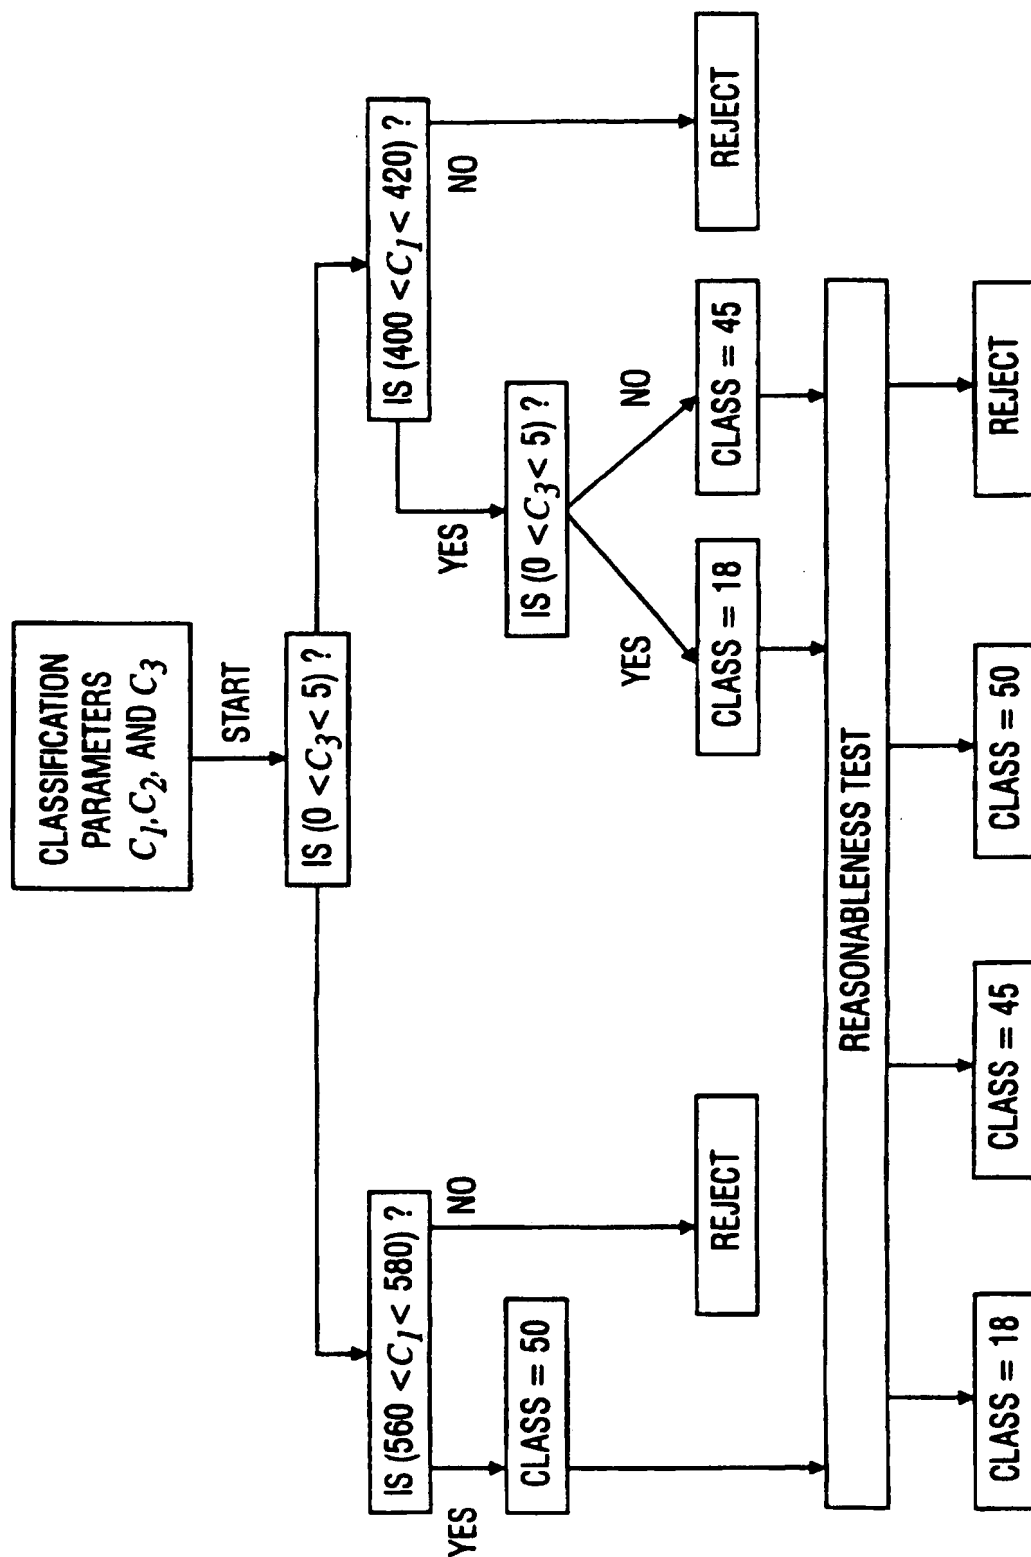 CLASSIFICATION
PARAMETERS
C1, C2, AND C3
START
IS (0 < C3 < 5) ?
IS (560 < C1 < 580) ?
IS (400 < C1 < 420) ?
YES
NO
YES
NO
CLASS = 50
IS (0 < C3 < 5) ?
YES
NO
REJECT
CLASS = 18
CLASS = 45
REJECT
REASONABLENESS TEST
CLASS = 18
CLASS = 45
CLASS = 50
REJECT